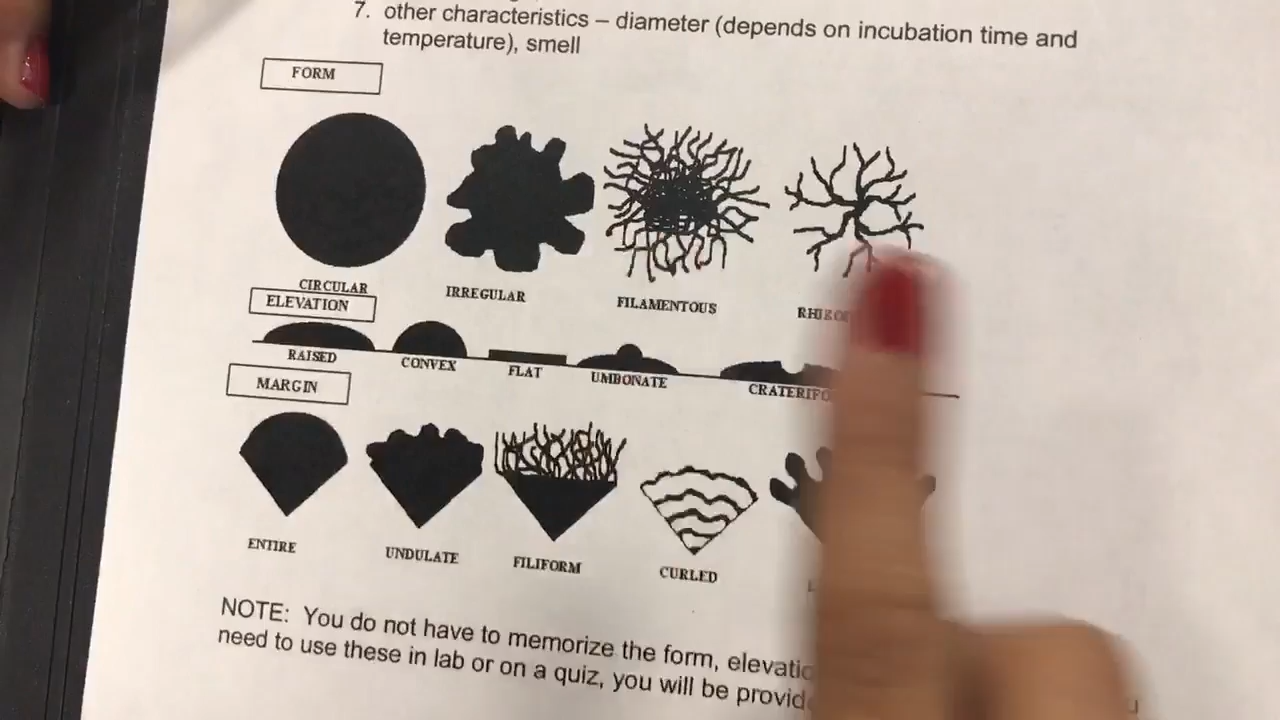 7. other characteristics – diameter (depends on incubation time and
temperature), smell
FORM
CIRCULAR
IRREGULAR
FILAMENTOUS
ELEVATION
RAISED
CONVEX
FLAT
UMBONATE
MARGIN
ENTIRE
UNDULATE
FILIFORM
CURLED
NOTE: You do not have to memorize the form,
need to use these in lab or on a quiz, you will be